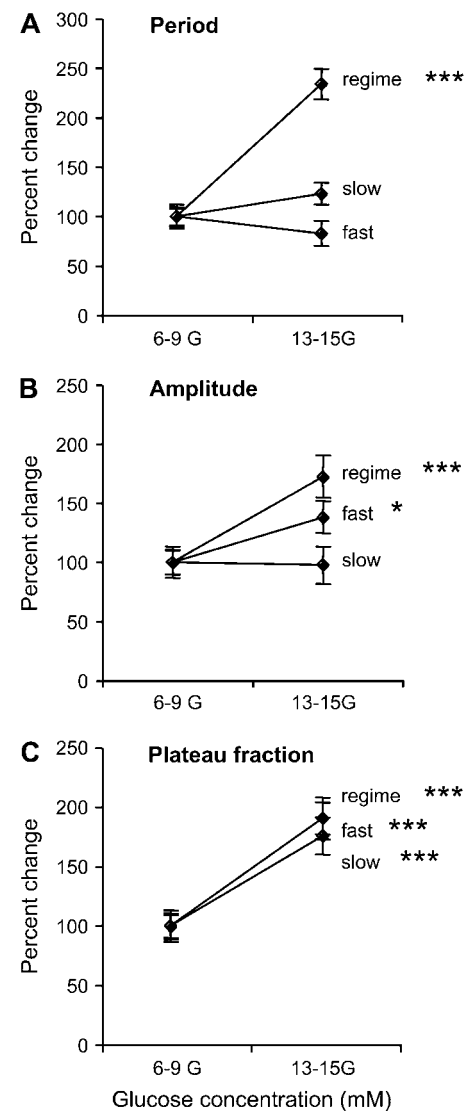 A Period
300
250
200
150
100
50
0
Percent change
regime ***
slow
fast
6-9 G 13-15G
B Amplitude
250
200
150
100
50
0
Percent change
regime ***
fast *
slow
6-9 G 13-15G
C Plateau fraction
250
200
150
100
50
0
Percent change
regime ***
fast ***
slow ***
6-9 G 13-15G
Glucose concentration (mM)